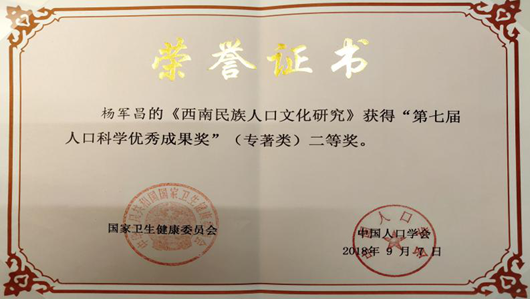 荣誉证书
杨军昌的《西南民族人口文化研究》获得“第七届
人口科学优秀成果奖”（专著类）二等奖。
国家卫生健康委员会
中国人口学会
2018年9月7日